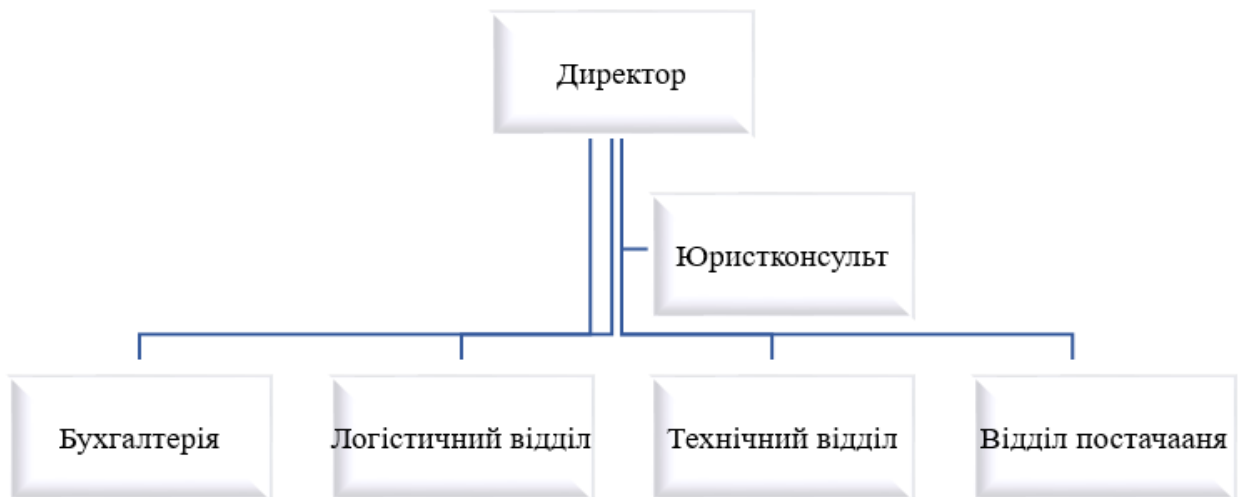 Директор
Юристконсульт
Бухгалтерія
Логістичний відділ
Технічний відділ
Відділ постачааня